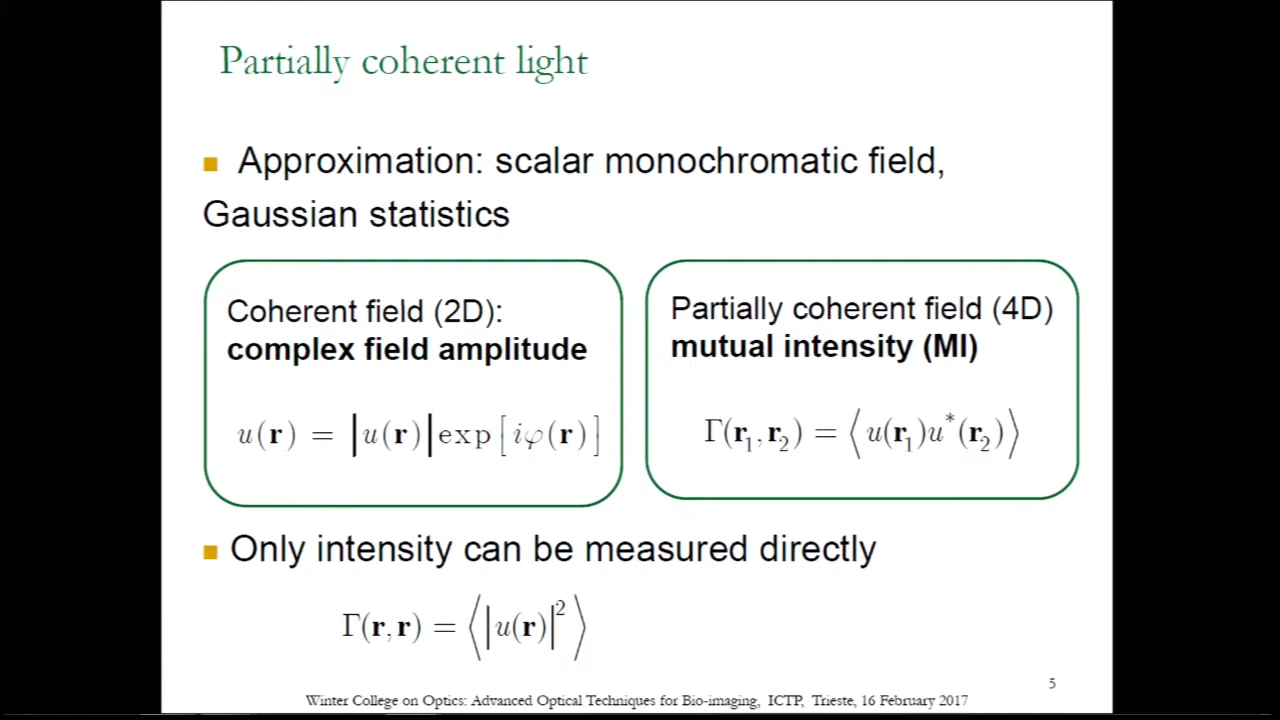 Partially coherent light
Approximation: scalar monochromatic field,
Gaussian statistics
Coherent field (2D):
complex field amplitude
u(r) = |u(r)|exp[iφ(r)]
Partially coherent field (4D)
mutual intensity (MI)
Γ(r₁,r₂) = ⟨u(r₁)u*(r₂)⟩
Only intensity can be measured directly
Γ(r,r) = ⟨|u(r)|²⟩
5
Winter College on Optics: Advanced Optical Techniques for Bio-imaging, ICTP, Trieste, 16 February 2017